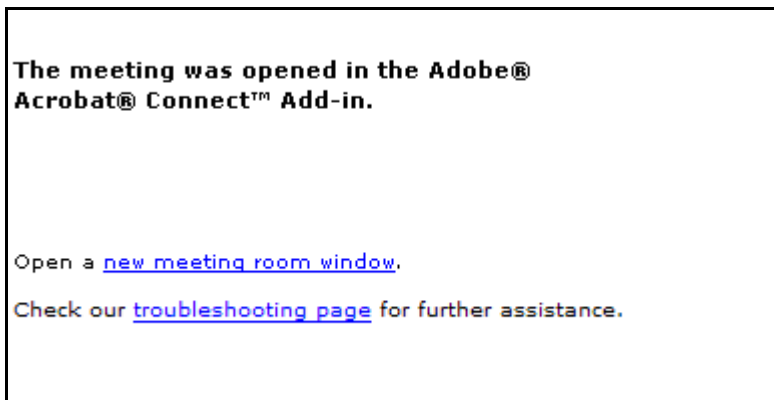 The meeting was opened in the Adobe®
Acrobat® Connect™ Add-in.
Open a new meeting room window.
Check our troubleshooting page for further assistance.